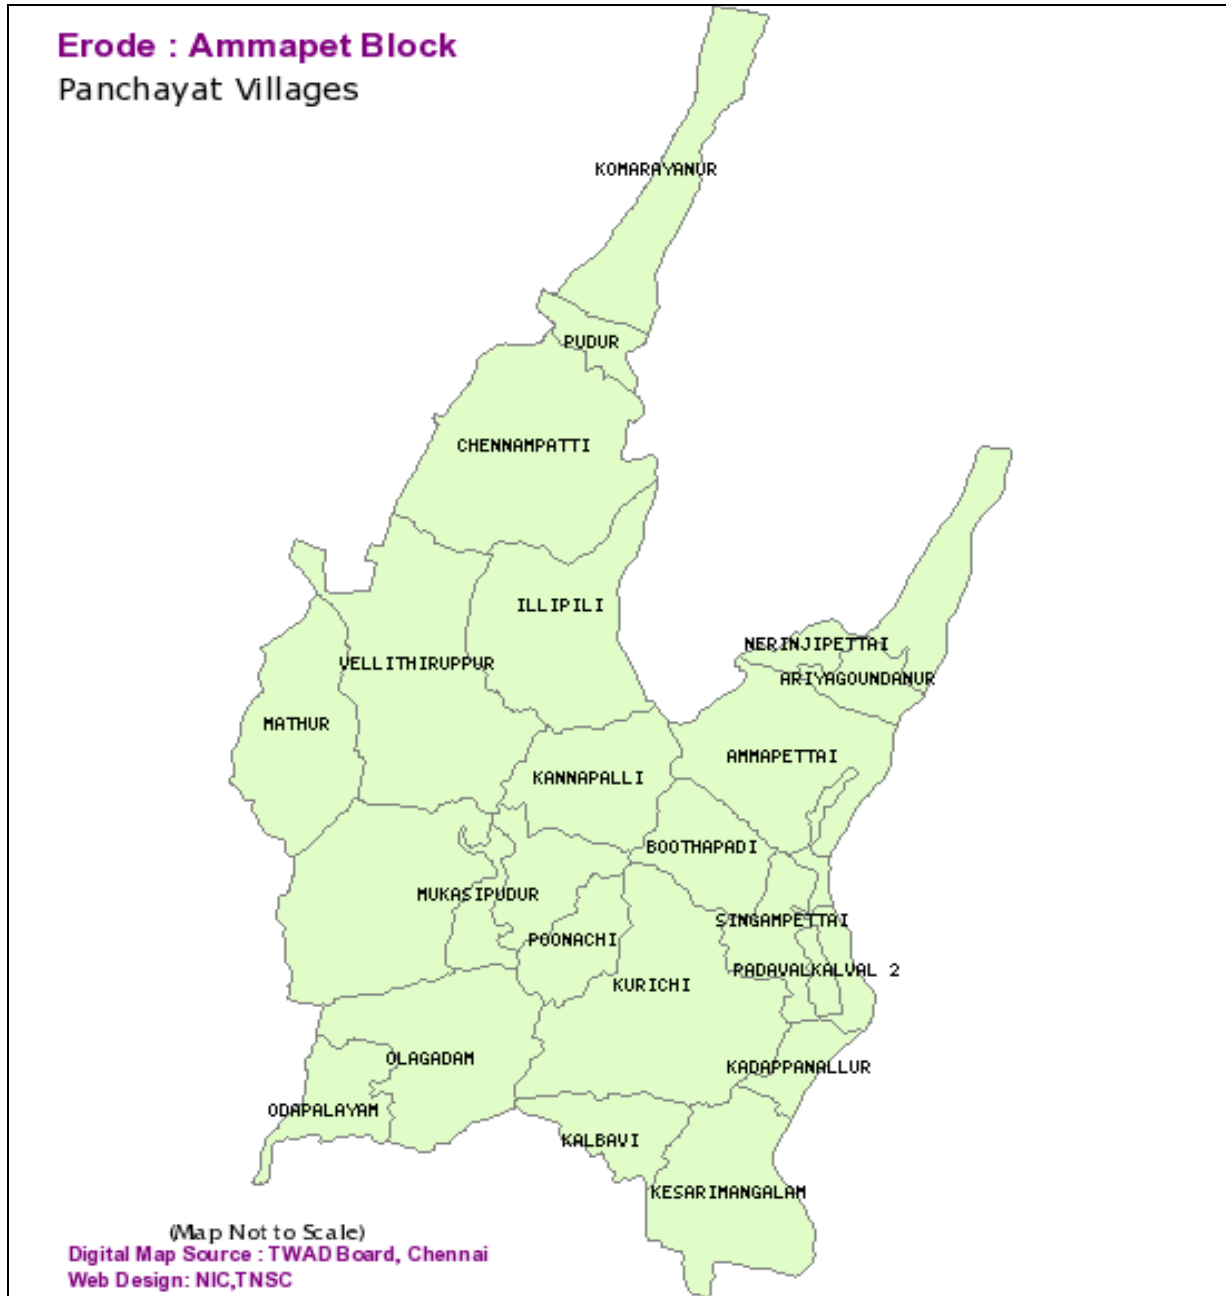 Erode : Ammapet Block
Panchayat Villages
KOMARAYANUR
PUDUR
CHENNAMPATTI
ILLIPILI
NERINJIPETTAI
VELLITHIRUPPUR
ARIYAGOUNDANUR
MATHUR
AMMAPETTAI
KANNAPALLI
BOOTHAPADI
MUKASIPUDUR
SINGAMPETTAI
POONACHI
PADAVALKALVAL 2
KURICHI
OLAGADAM
KADAPPANALLUR
ODAPALAYAM
KALBAVI
KESARIMANGALAM
(Map Not to Scale)
Digital Map Source : TWAD Board, Chennai
Web Design: NIC,TNSC